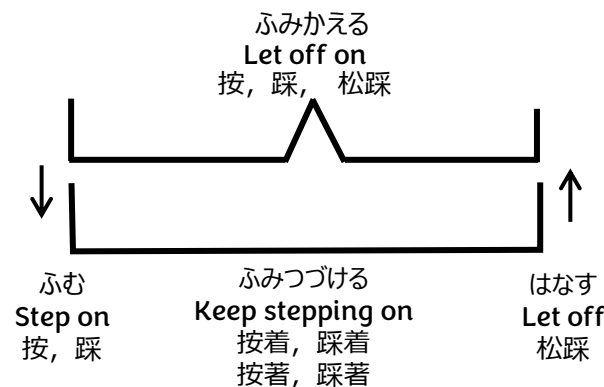 ふみかえる
Let off on
按，踩， 松踩
ふむ
Step on
按，踩
ふみつづける
Keep stepping on
按着，踩着
按著，踩著
はなす
Let off
松踩